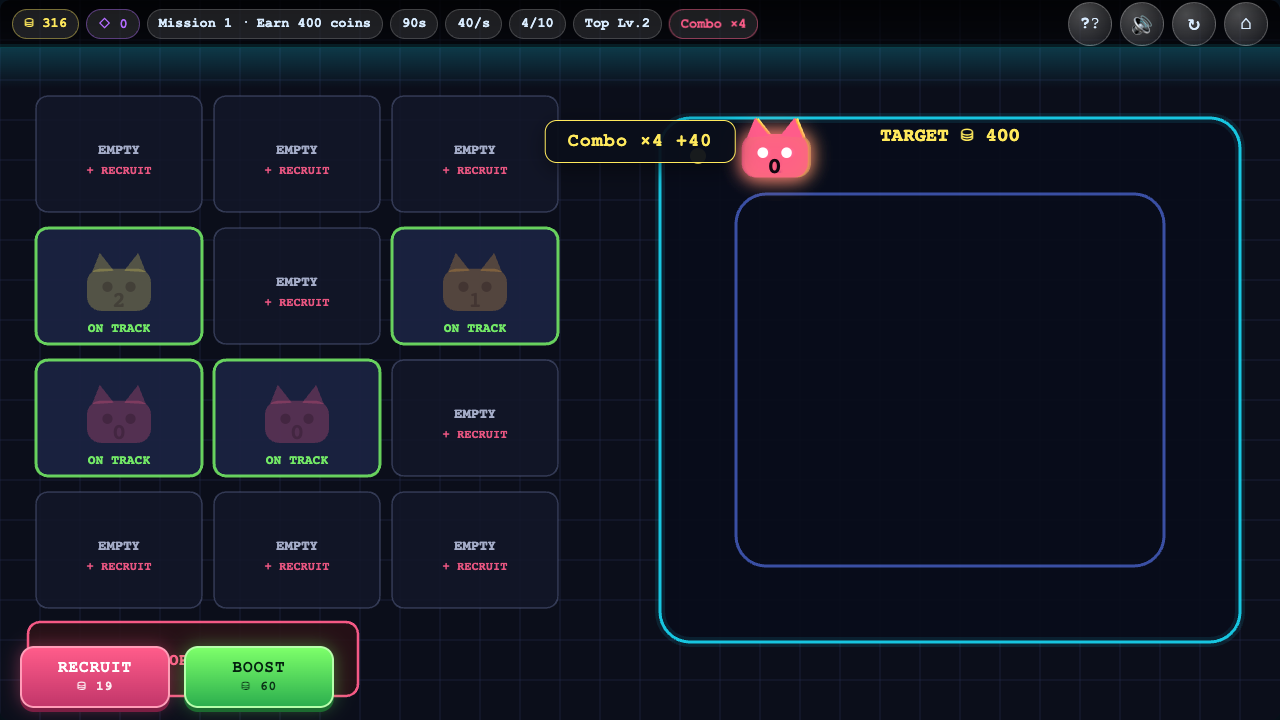 316
0
Mission 1 · Earn 400 coins
90s
40/s
4/10
Top Lv.2
Combo ×4
??
Combo ×4 +40
0
TARGET 400
EMPTY
+ RECRUIT
EMPTY
+ RECRUIT
EMPTY
+ RECRUIT
2
ON TRACK
EMPTY
+ RECRUIT
1
ON TRACK
0
ON TRACK
0
ON TRACK
EMPTY
+ RECRUIT
EMPTY
+ RECRUIT
EMPTY
+ RECRUIT
EMPTY
+ RECRUIT
RECRUIT
19
BOOST
60